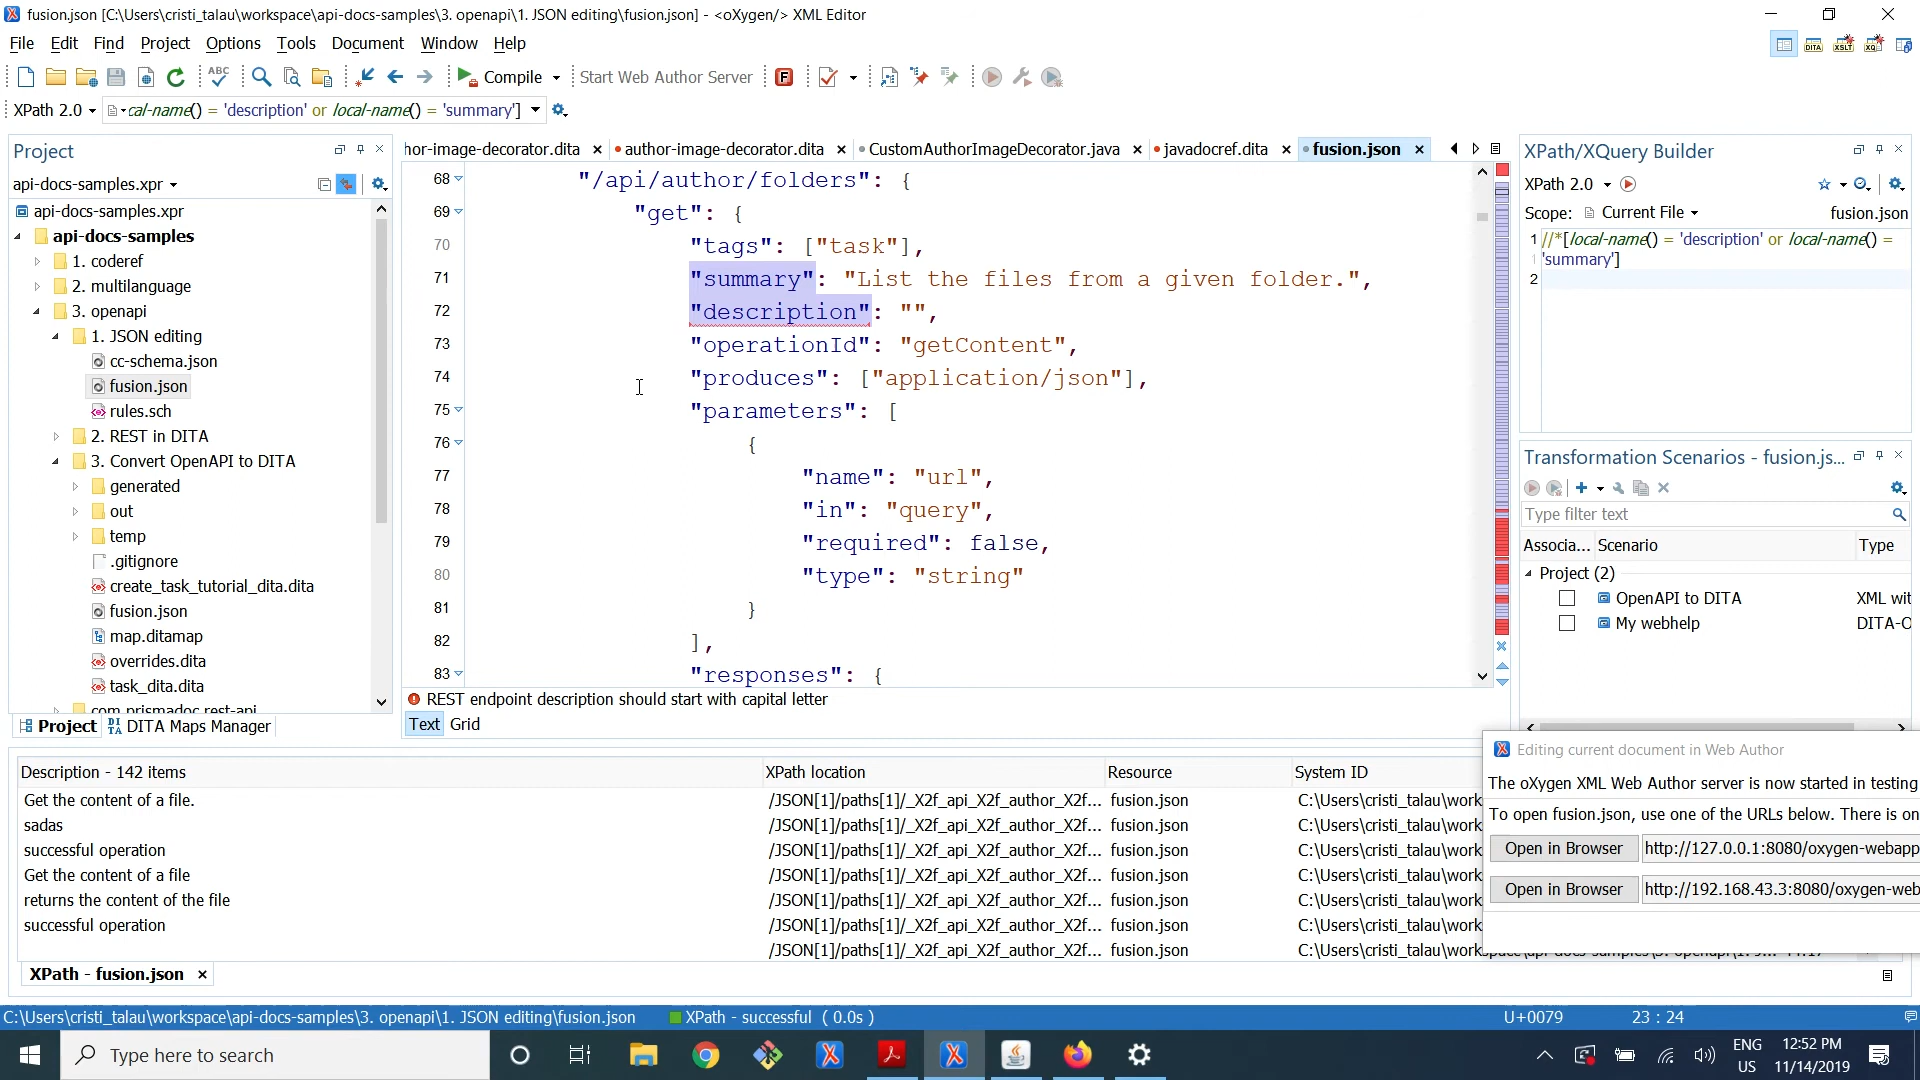 fusion.json [C:\Users\cristi_talau\workspace\api-docs-samples\3. openapi\1. JSON editing\fusion.json] - <oXygen/> XML Editor
File Edit Find Project Options Tools Document Window Help
DITA XSLT XQ
ABC Compile Start Web Author Server
XPath 2.0 cal-name() = 'description' or local-name() = 'summary']
Project
api-docs-samples.xpr
api-docs-samples.xpr
api-docs-samples
1. coderef
2. multilanguage
3. openapi
1. JSON editing
cc-schema.json
fusion.json
rules.sch
2. REST in DITA
3. Convert OpenAPI to DITA
generated
out
temp
.gitignore
create_task_tutorial_dita.dita
fusion.json
map.ditamap
overrides.dita
task_dita.dita
com.prismadoc.rest-api
Project DITA Maps Manager
hor-image-decorator.dita author-image-decorator.dita CustomAuthorImageDecorator.java javadocref.dita fusion.json
68 "/api/author/folders": {
69 "get": {
70 "tags": ["task"],
71 "summary": "List the files from a given folder.",
72 "description": "",
73 "operationId": "getContent",
74 "produces": ["application/json"],
75 "parameters": [
76 {
77 "name": "url",
78 "in": "query",
79 "required": false,
80 "type": "string"
81 }
82 ],
83 "responses": {
REST endpoint description should start with capital letter
Text Grid
XPath/XQuery Builder
XPath 2.0
Scope: Current File fusion.json
1 //*[local-name() = 'description' or local-name() =
1 'summary']
2
Transformation Scenarios - fusion.js...
Type filter text
Associa... Scenario Type
Project (2)
OpenAPI to DITA XML wit
My webhelp DITA-O
Description - 142 items XPath location Resource System ID
Get the content of a file. /JSON[1]/paths[1]/_X2f_api_X2f_author_X2f... fusion.json C:\Users\cristi_talau\work
sadas /JSON[1]/paths[1]/_X2f_api_X2f_author_X2f... fusion.json C:\Users\cristi_talau\work
successful operation /JSON[1]/paths[1]/_X2f_api_X2f_author_X2f... fusion.json C:\Users\cristi_talau\work
Get the content of a file /JSON[1]/paths[1]/_X2f_api_X2f_author_X2f... fusion.json C:\Users\cristi_talau\work
returns the content of the file /JSON[1]/paths[1]/_X2f_api_X2f_author_X2f... fusion.json C:\Users\cristi_talau\work
successful operation /JSON[1]/paths[1]/_X2f_api_X2f_author_X2f... fusion.json C:\Users\cristi_talau\work
/JSON[1]/paths[1]/_X2f_api_X2f_author_X2f... fusion.json C:\Users\cristi_talau\work
XPath - fusion.json
Editing current document in Web Author
The oXygen XML Web Author server is now started in testing
To open fusion.json, use one of the URLs below. There is on
Open in Browser http://127.0.0.1:8080/oxygen-webapp
Open in Browser http://192.168.43.3:8080/oxygen-web
C:\Users\cristi_talau\workspace\api-docs-samples\3. openapi\1. JSON editing\fusion.json XPath - successful ( 0.0s ) U+0079 23 : 24
Type here to search
ENG
US
12:52 PM
11/14/2019